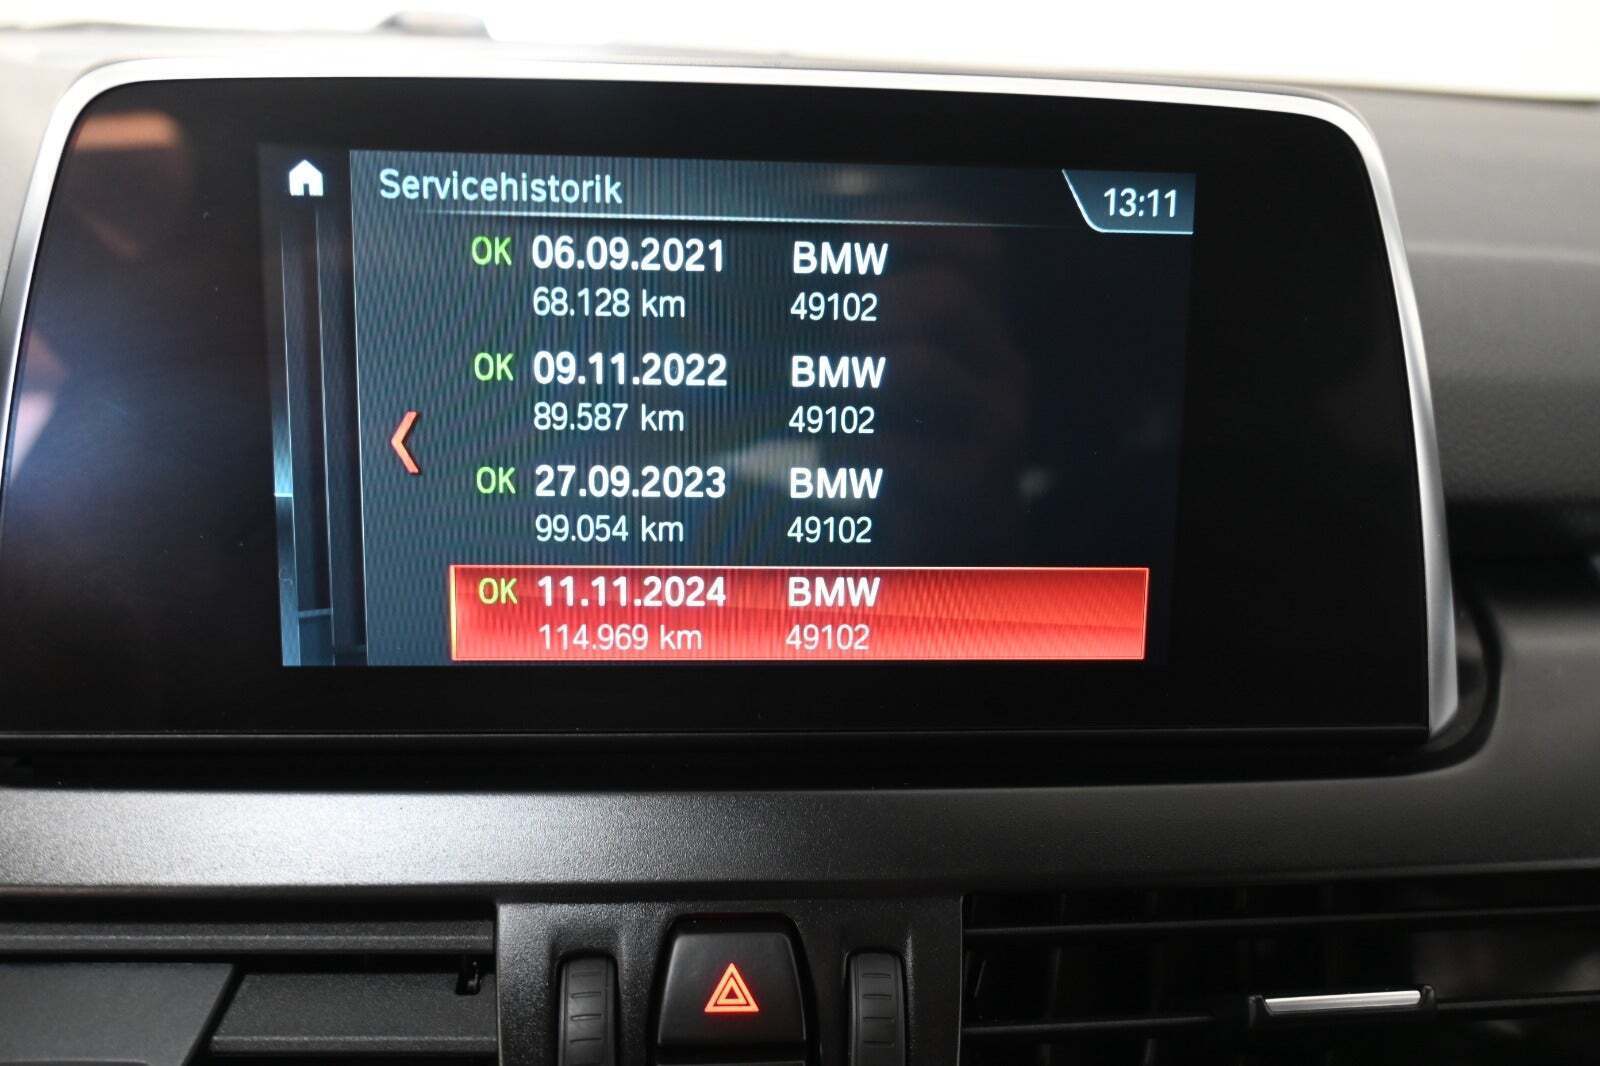 Servicehistorik
13:11
OK 06.09.2021 BMW
68.128 km 49102
OK 09.11.2022 BMW
89.587 km 49102
OK 27.09.2023 BMW
99.054 km 49102
OK 11.11.2024 BMW
114.969 km 49102